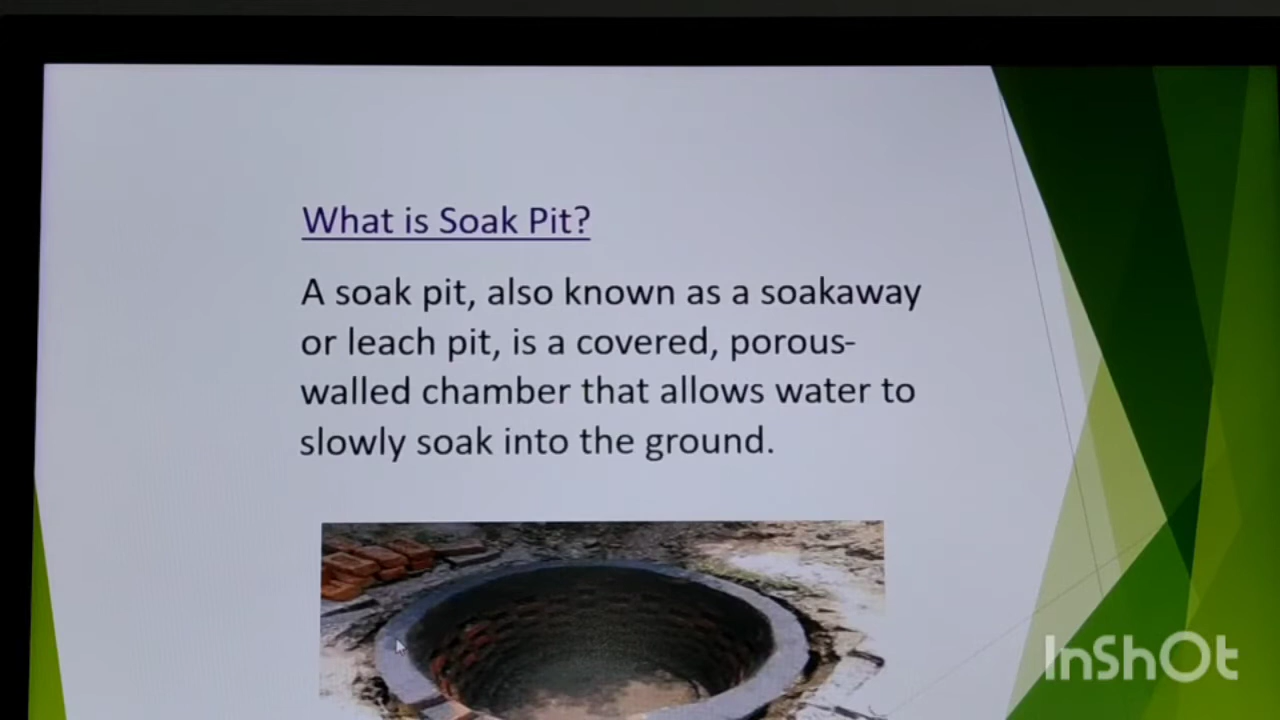 What is Soak Pit?
A soak pit, also known as a soakaway
or leach pit, is a covered, porous-
walled chamber that allows water to
slowly soak into the ground.
InShOt